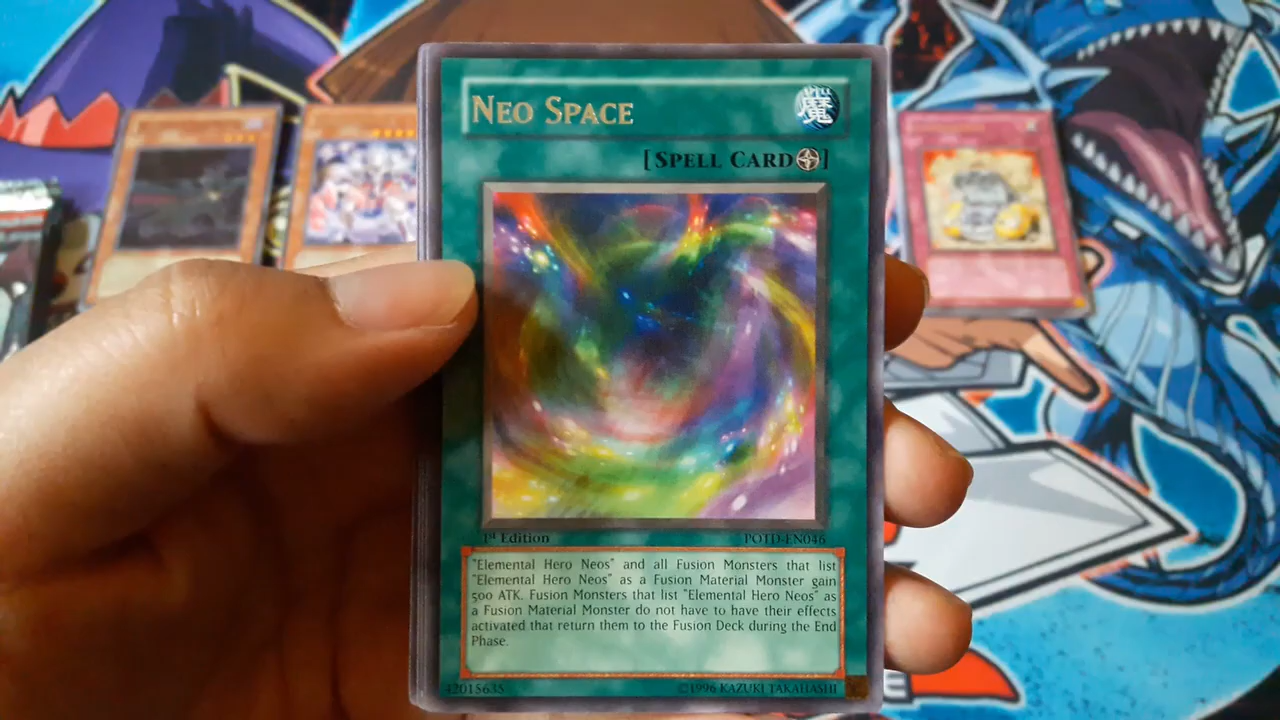 NEO SPACE
魔
[SPELL CARD]
1st Edition
POTD-EN046
"Elemental Hero Neos" and all Fusion Monsters that list
"Elemental Hero Neos" as a Fusion Material Monster gain
500 ATK. Fusion Monsters that list "Elemental Hero Neos" as
a Fusion Material Monster do not have to have their effects
activated that return them to the Fusion Deck during the End
Phase.
42015635
©1996 KAZUKI TAKAHASHI